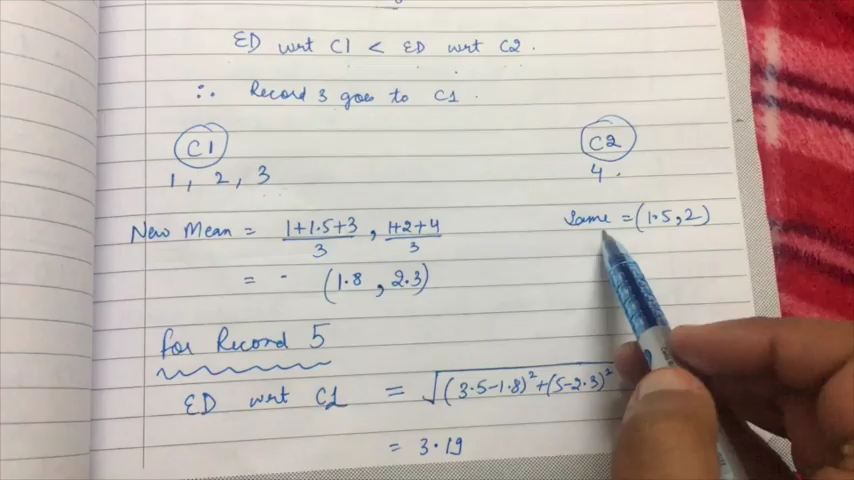 ED wrt C1 < ED wrt C2.
∴ Record 3 goes to C1.
C1 C2
1, 2, 3 4.
New Mean = (1+1.5+3)/3 , (1+2+4)/3 Same = (1.5, 2)
= (1.8, 2.3)
for Record 5
ED wrt C1 = √(3.5-1.8)²+(5-2.3)²
= 3.19